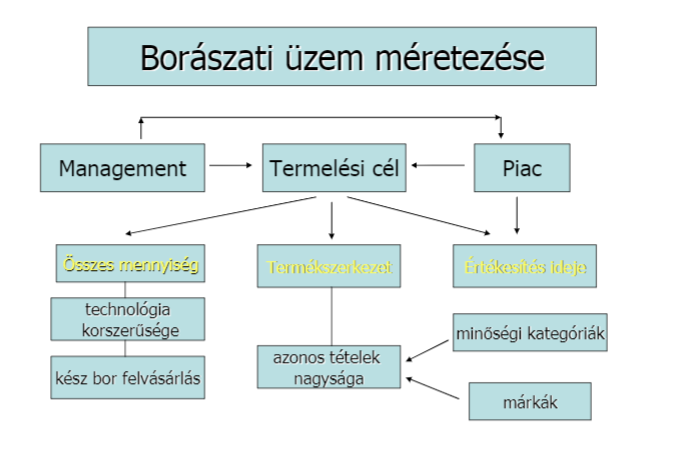 Borászati üzem méretezése
Management
Termelési cél
Piac
Összes mennyiség
Termékszerkezet
Értékesítés ideje
technológia
korszerűsége
minőségi kategóriák
azonos tételek
nagysága
kész bor felvásárlás
márkák